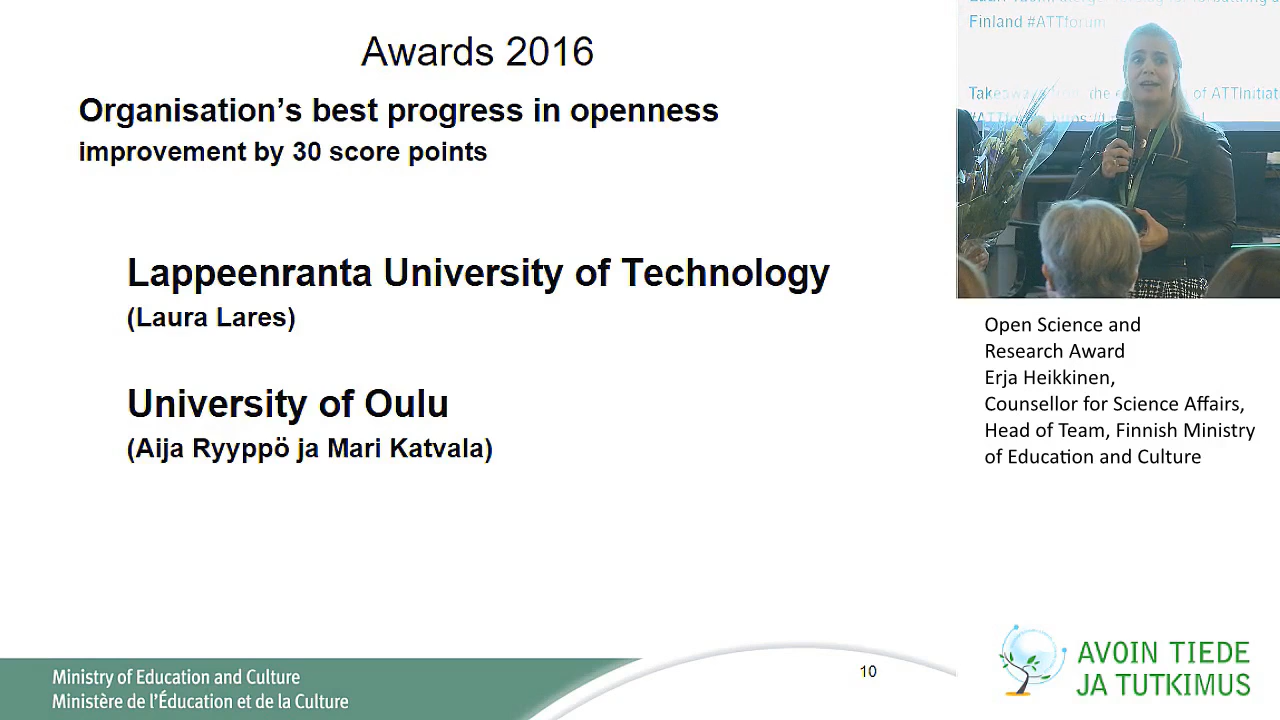 Awards 2016
Organisation's best progress in openness
improvement by 30 score points
Lappeenranta University of Technology
(Laura Lares)
University of Oulu
(Aija Ryyppö ja Mari Katvala)
Ministry of Education and Culture
Ministère de l'Éducation et de la Culture
10
Finland #ATTforum
of ATTinitiat
Open Science and
Research Award
Erja Heikkinen,
Counsellor for Science Affairs,
Head of Team, Finnish Ministry
of Education and Culture
AVOIN TIEDE
JA TUTKIMUS